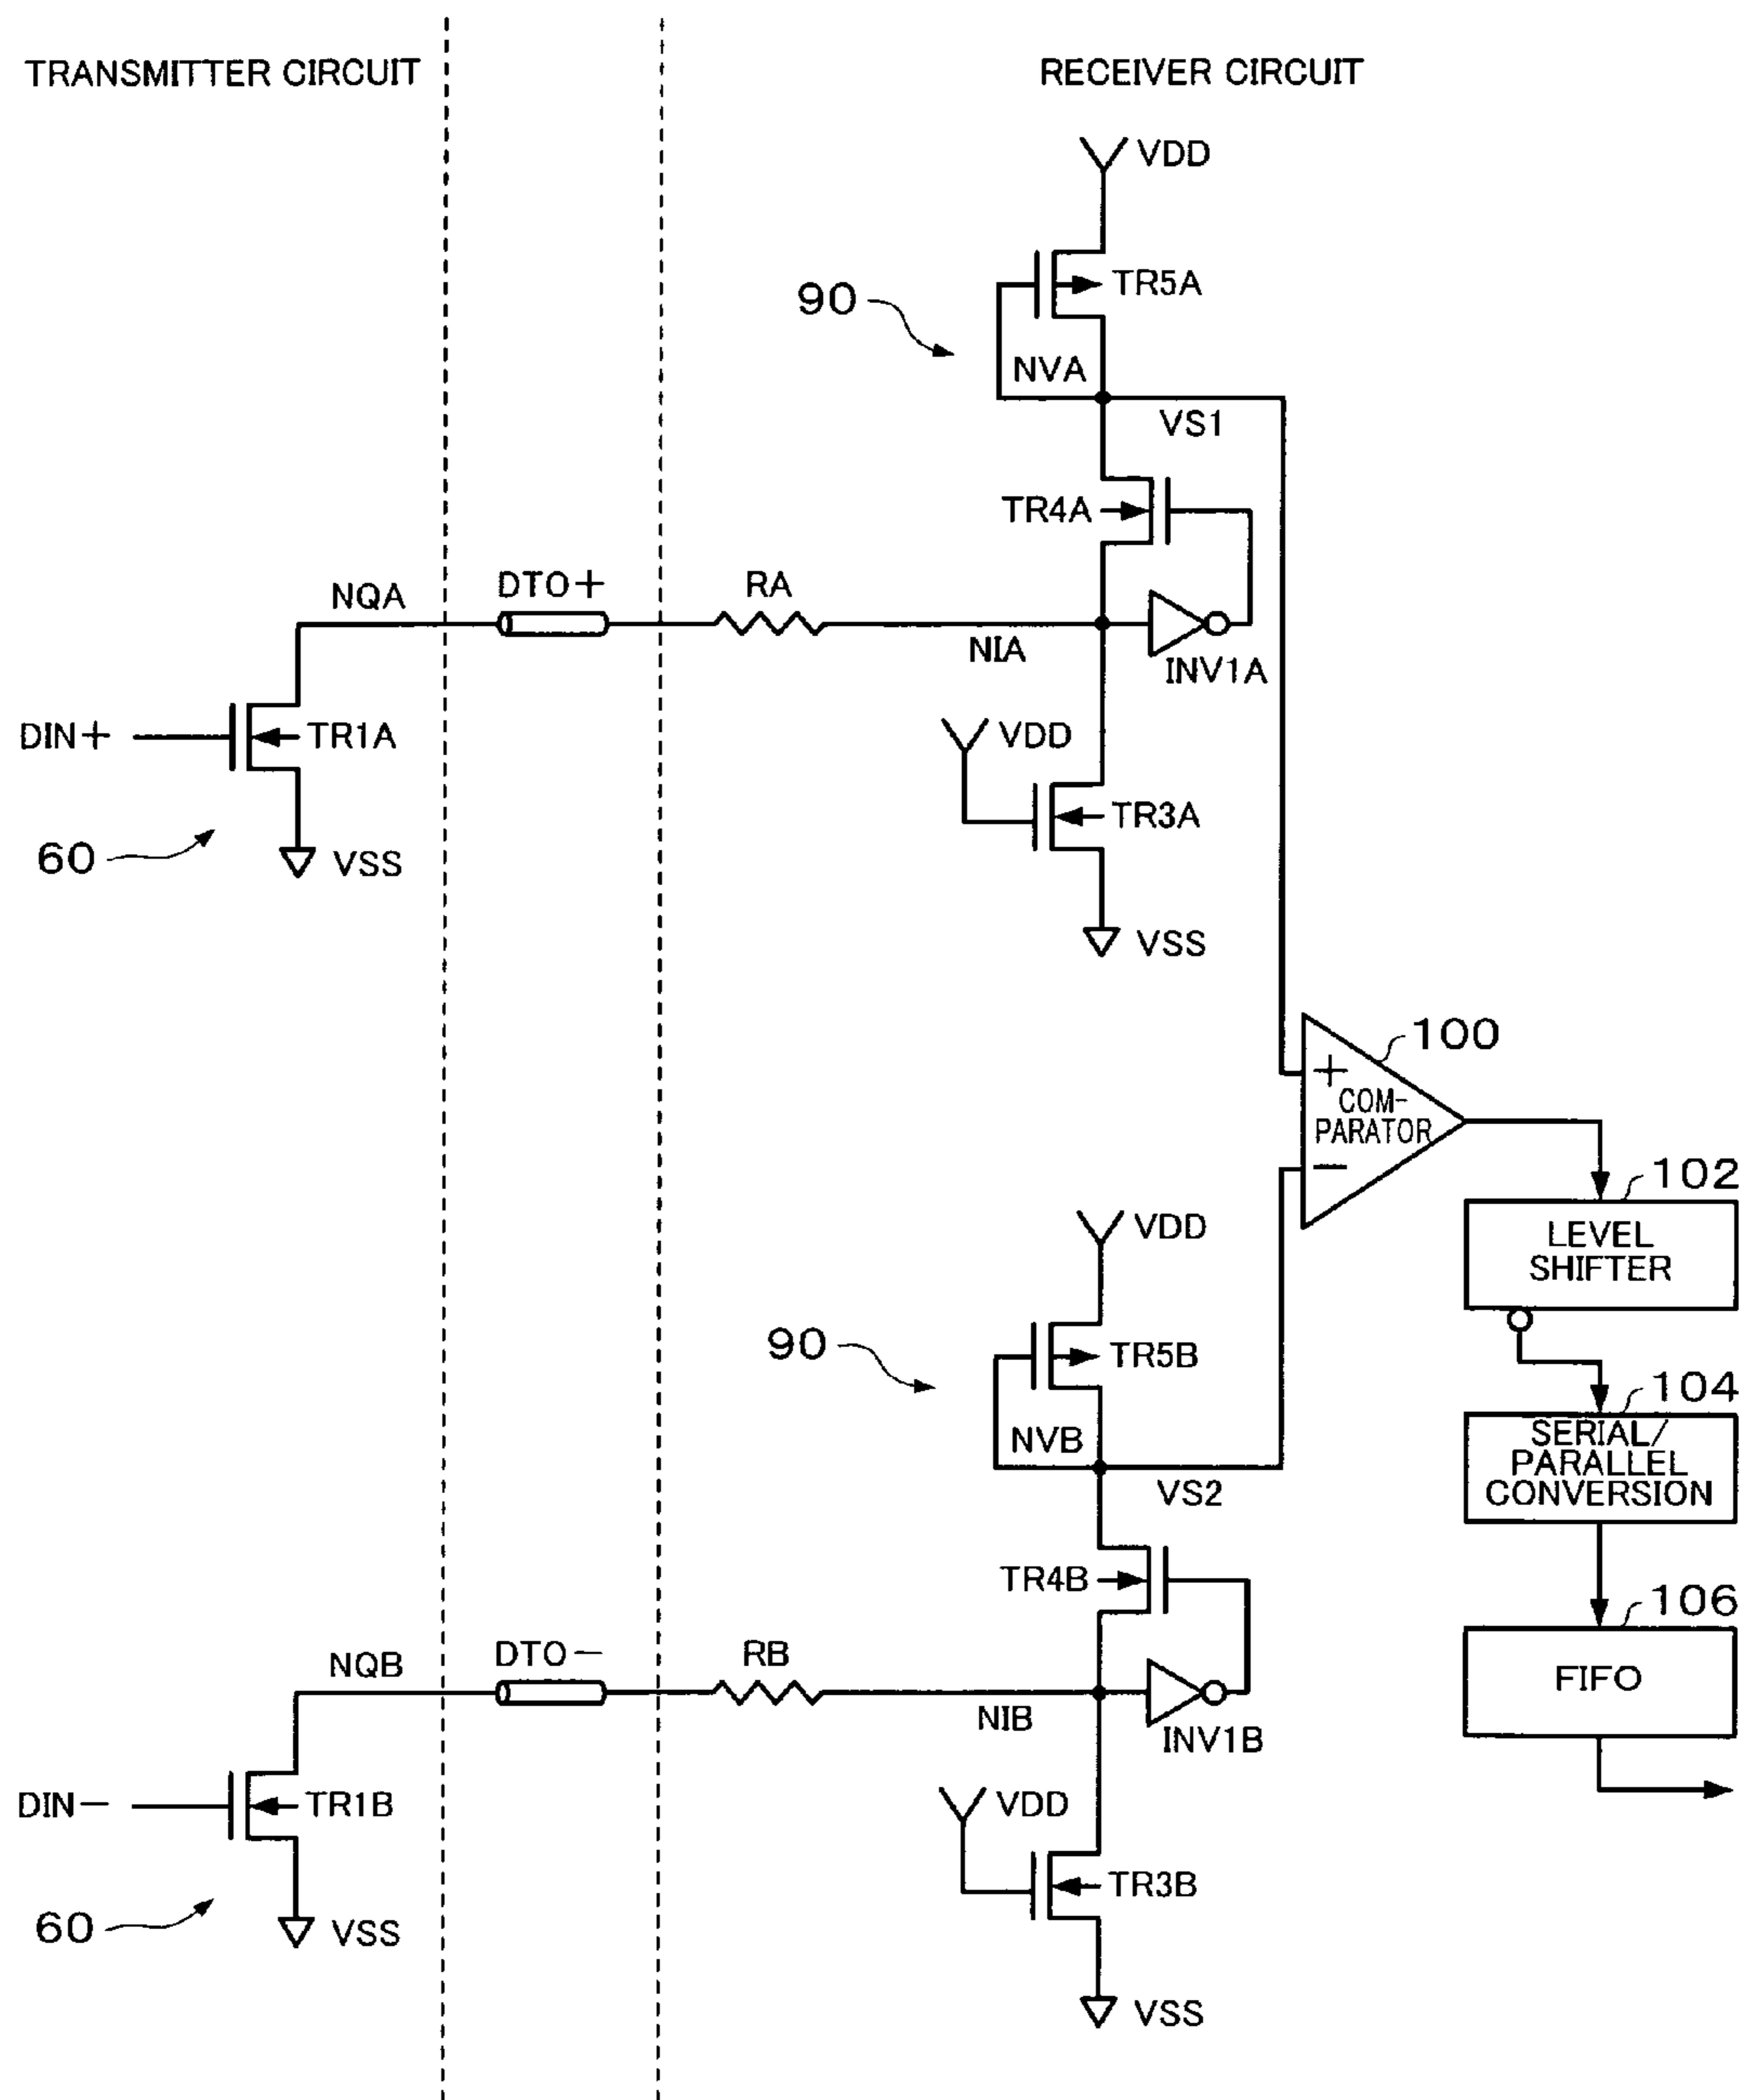 TRANSMITTER CIRCUIT
RECEIVER CIRCUIT
VDD
TR5A
90
NVA
VS1
TR4A
NQA
DTO+
RA
NIA
INV1A
DIN+
TR1A
VDD
TR3A
60
VSS
VSS
100
+
COM-
PARATOR
−
102
LEVEL
SHIFTER
VDD
90
TR5B
104
SERIAL/
PARALLEL
CONVERSION
NVB
VS2
TR4B
106
FIFO
NQB
DTO−
RB
NIB
INV1B
DIN−
TR1B
VDD
TR3B
60
VSS
VSS